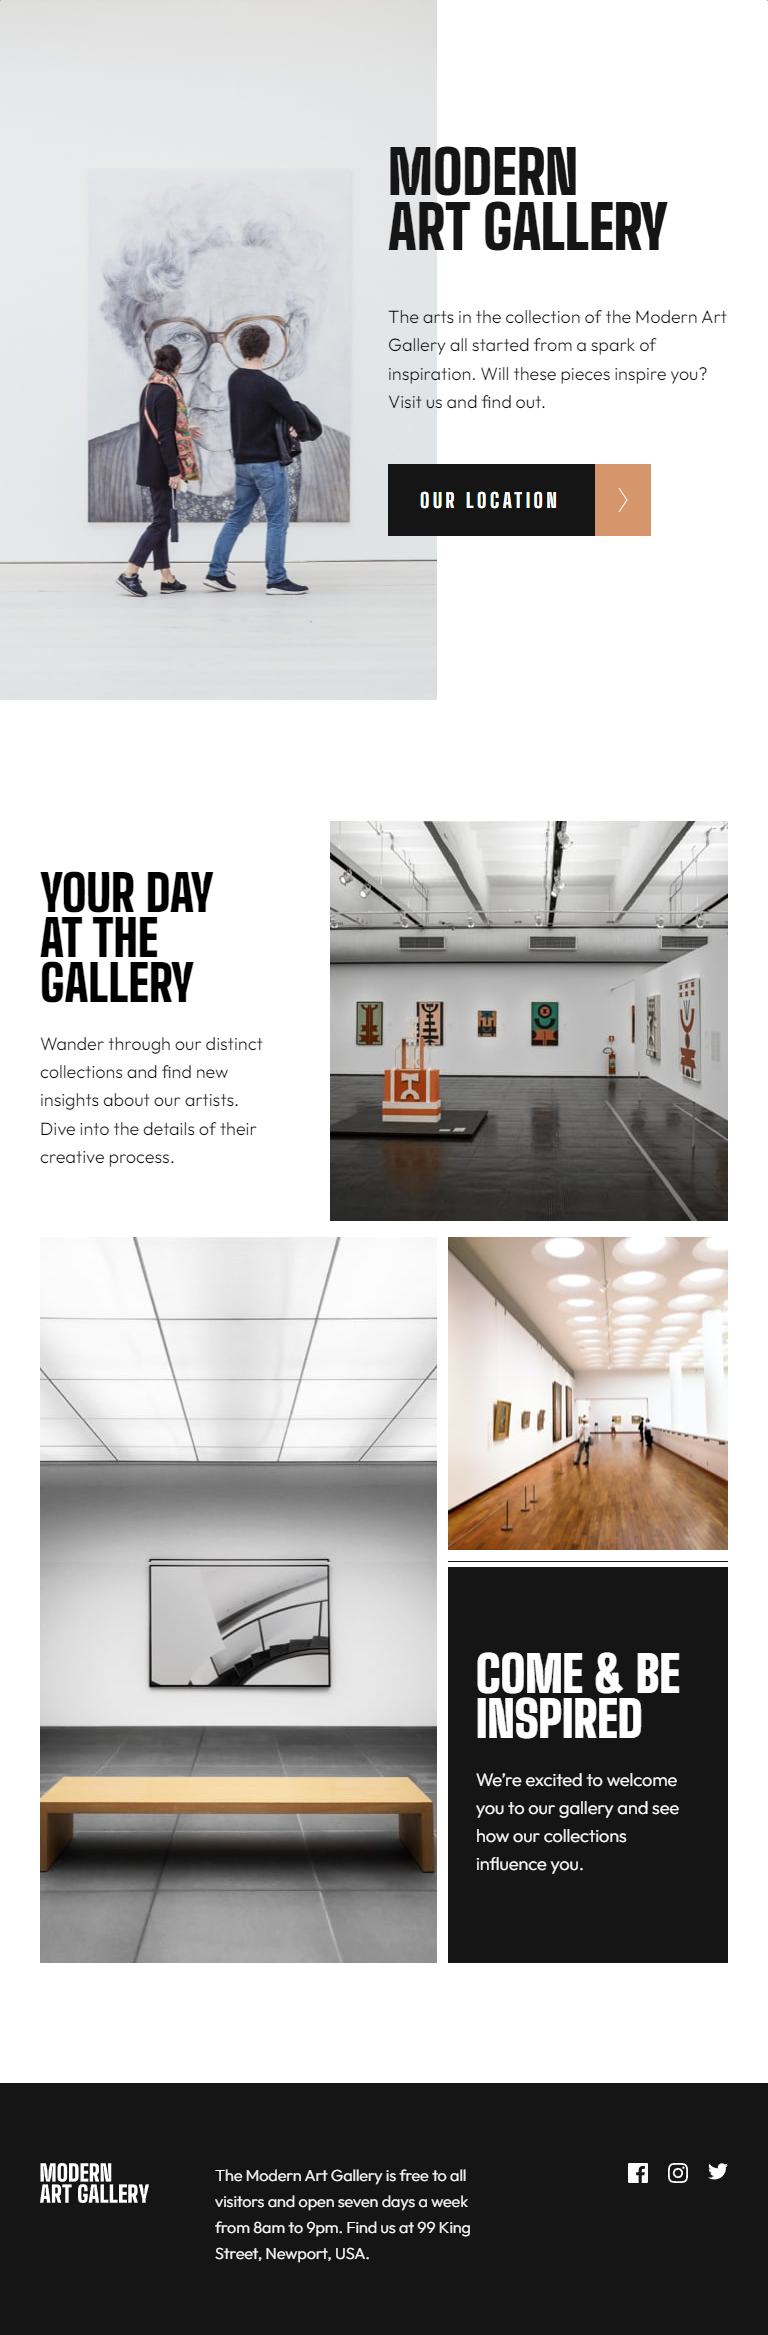 MODERN
ART GALLERY
The arts in the collection of the Modern Art
Gallery all started from a spark of
inspiration. Will these pieces inspire you?
Visit us and find out.
OUR LOCATION
YOUR DAY
AT THE
GALLERY
Wander through our distinct
collections and find new
insights about our artists.
Dive into the details of their
creative process.
COME & BE
INSPIRED
We’re excited to welcome
you to our gallery and see
how our collections
influence you.
MODERN
ART GALLERY
The Modern Art Gallery is free to all
visitors and open seven days a week
from 8am to 9pm. Find us at 99 King
Street, Newport, USA.